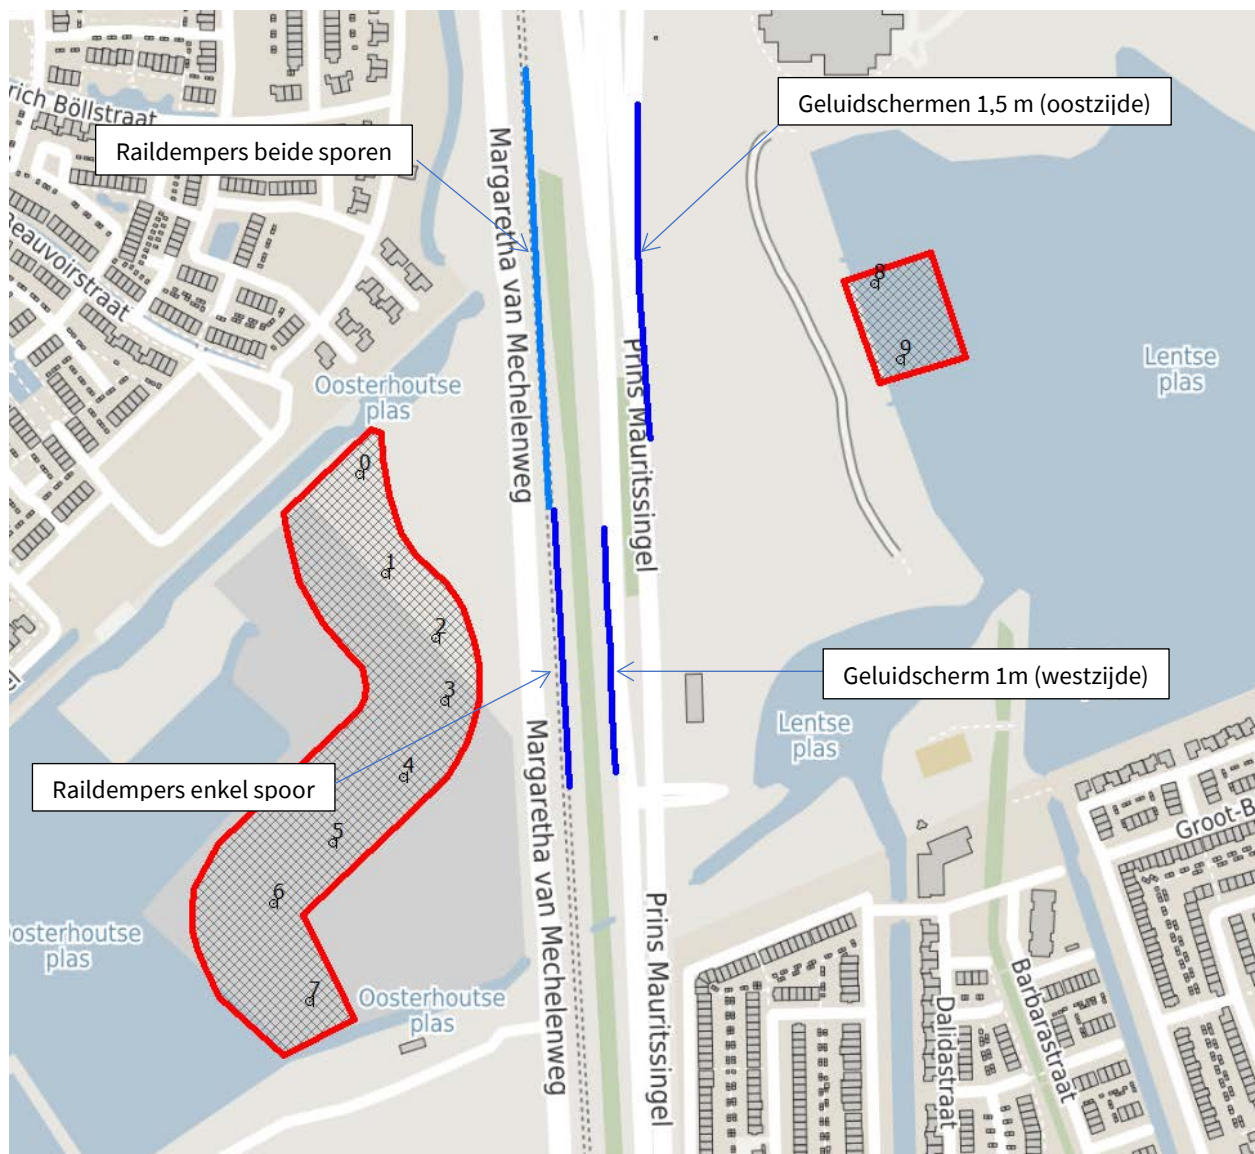 rich Böllstraat
Raildempers beide sporen
Geluidschermen 1,5 m (oostzijde)
Beauvoirstraat
Margaretha van Mechelenweg
Prins Mauritssingel
8
9
Lentse
plas
Oosterhoutse
plas
0
1
2
3
4
5
6
7
Geluidscherm 1m (westzijde)
Lentse
plas
Raildempers enkel spoor
Margaretha van Mechelenweg
Groot-B
Prins Mauritssingel
osterhoutse
plas
Oosterhoutse
plas
Dalidastraat
Barbarastraat